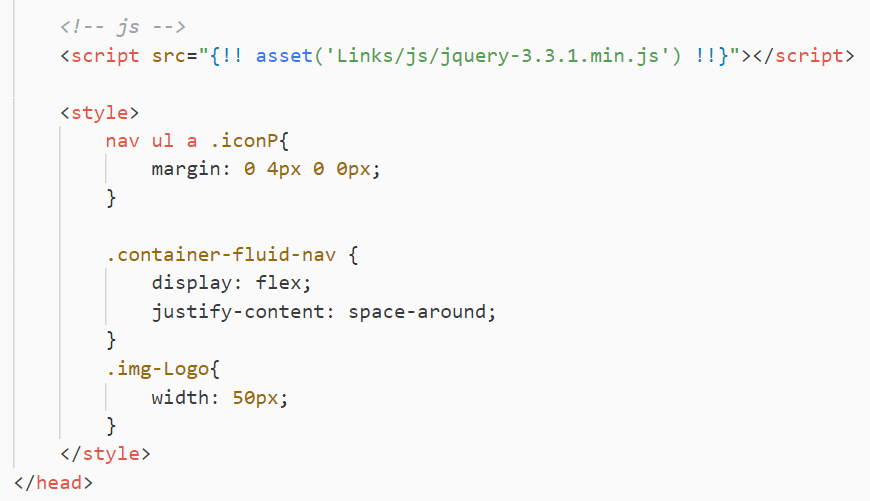 <!-- js -->
<script src="{!! asset('Links/js/jquery-3.3.1.min.js') !!}"></script>
<style>
nav ul a .iconP{
margin: 0 4px 0 0px;
}
.container-fluid-nav {
display: flex;
justify-content: space-around;
}
.img-Logo{
width: 50px;
}
</style>
</head>